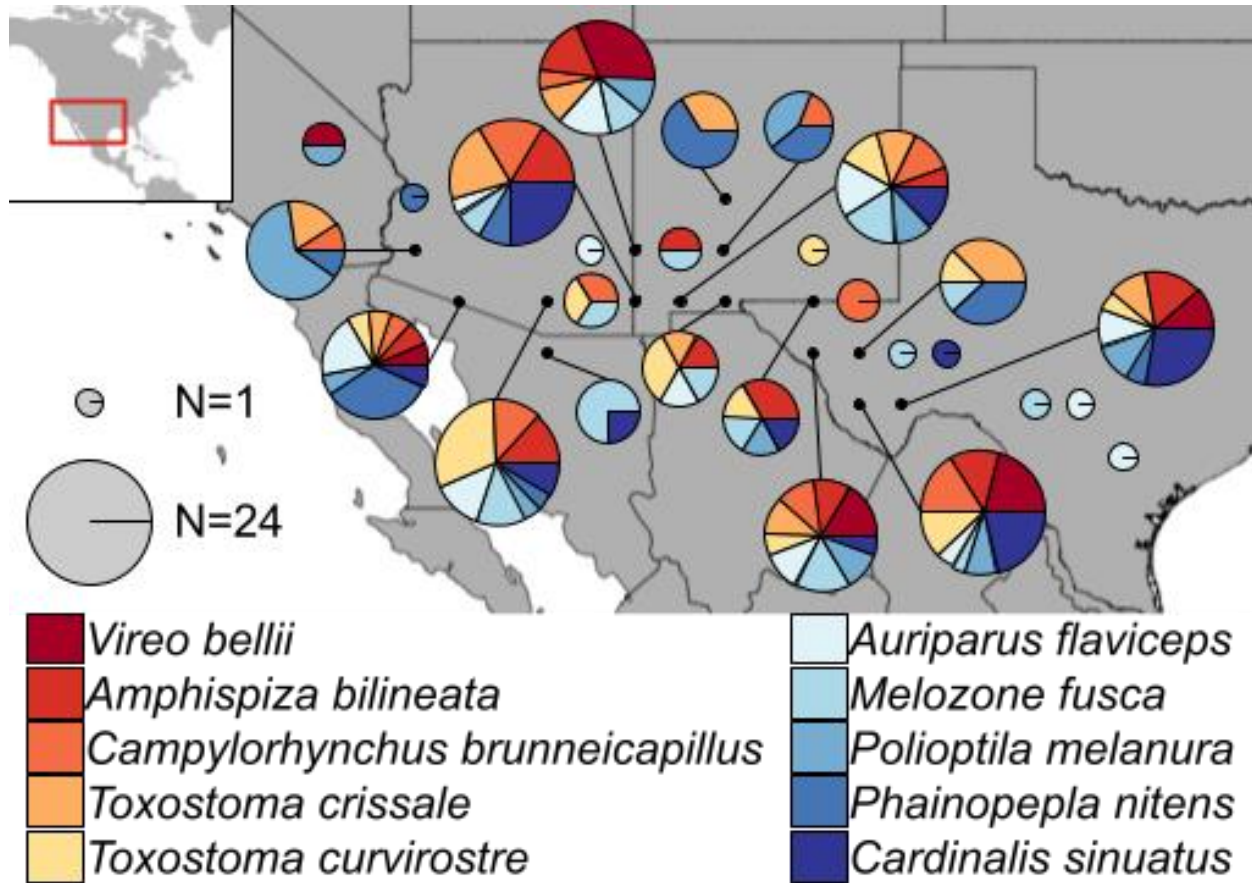 N=1
N=24
Vireo bellii
Amphispiza bilineata
Campylorhynchus brunneicapillus
Toxostoma crissale
Toxostoma curvirostre
Auriparus flaviceps
Melozone fusca
Polioptila melanura
Phainopepla nitens
Cardinalis sinuatus